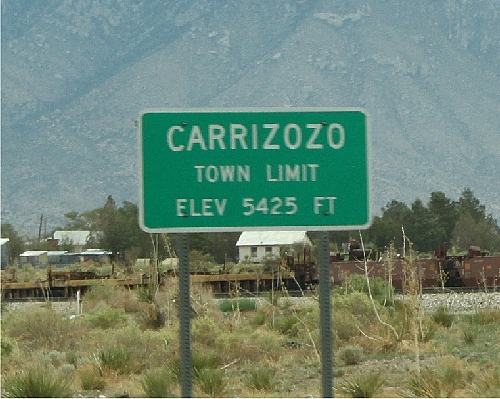 CARRIZOZO
TOWN LIMIT
ELEV 5425 FT